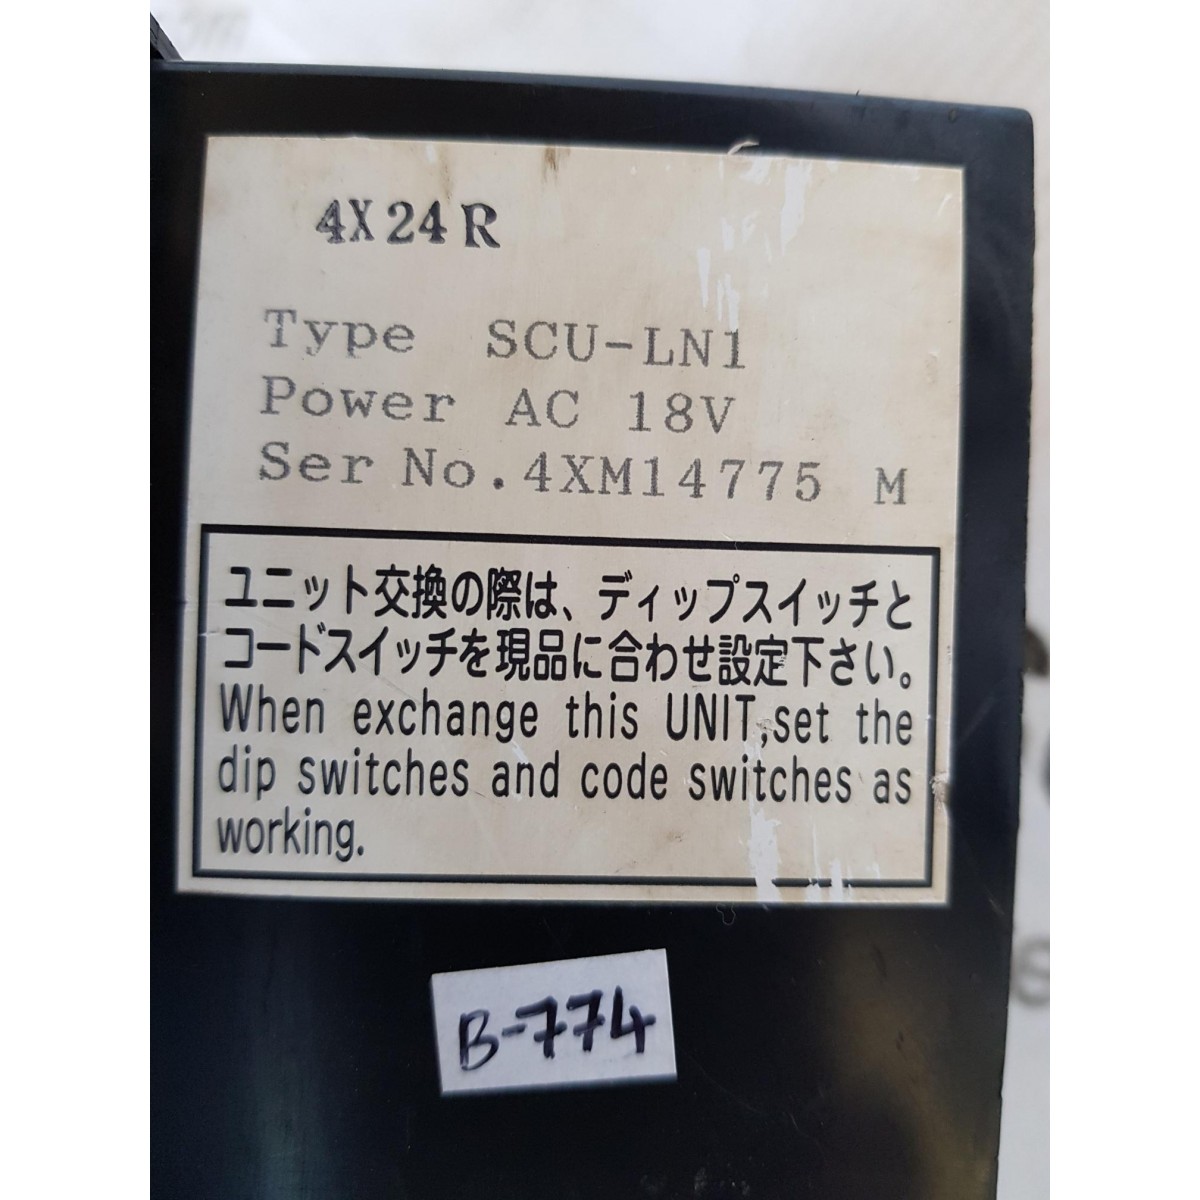 4X24R
Type SCU-LN1
Power AC 18V
Ser No.4XM14775 M
ユニット交換の際は、ディップスイッチと
コードスイッチを現品に合わせ設定下さい。
When exchange this UNIT,set the
dip switches and code switches as
working.
B-774